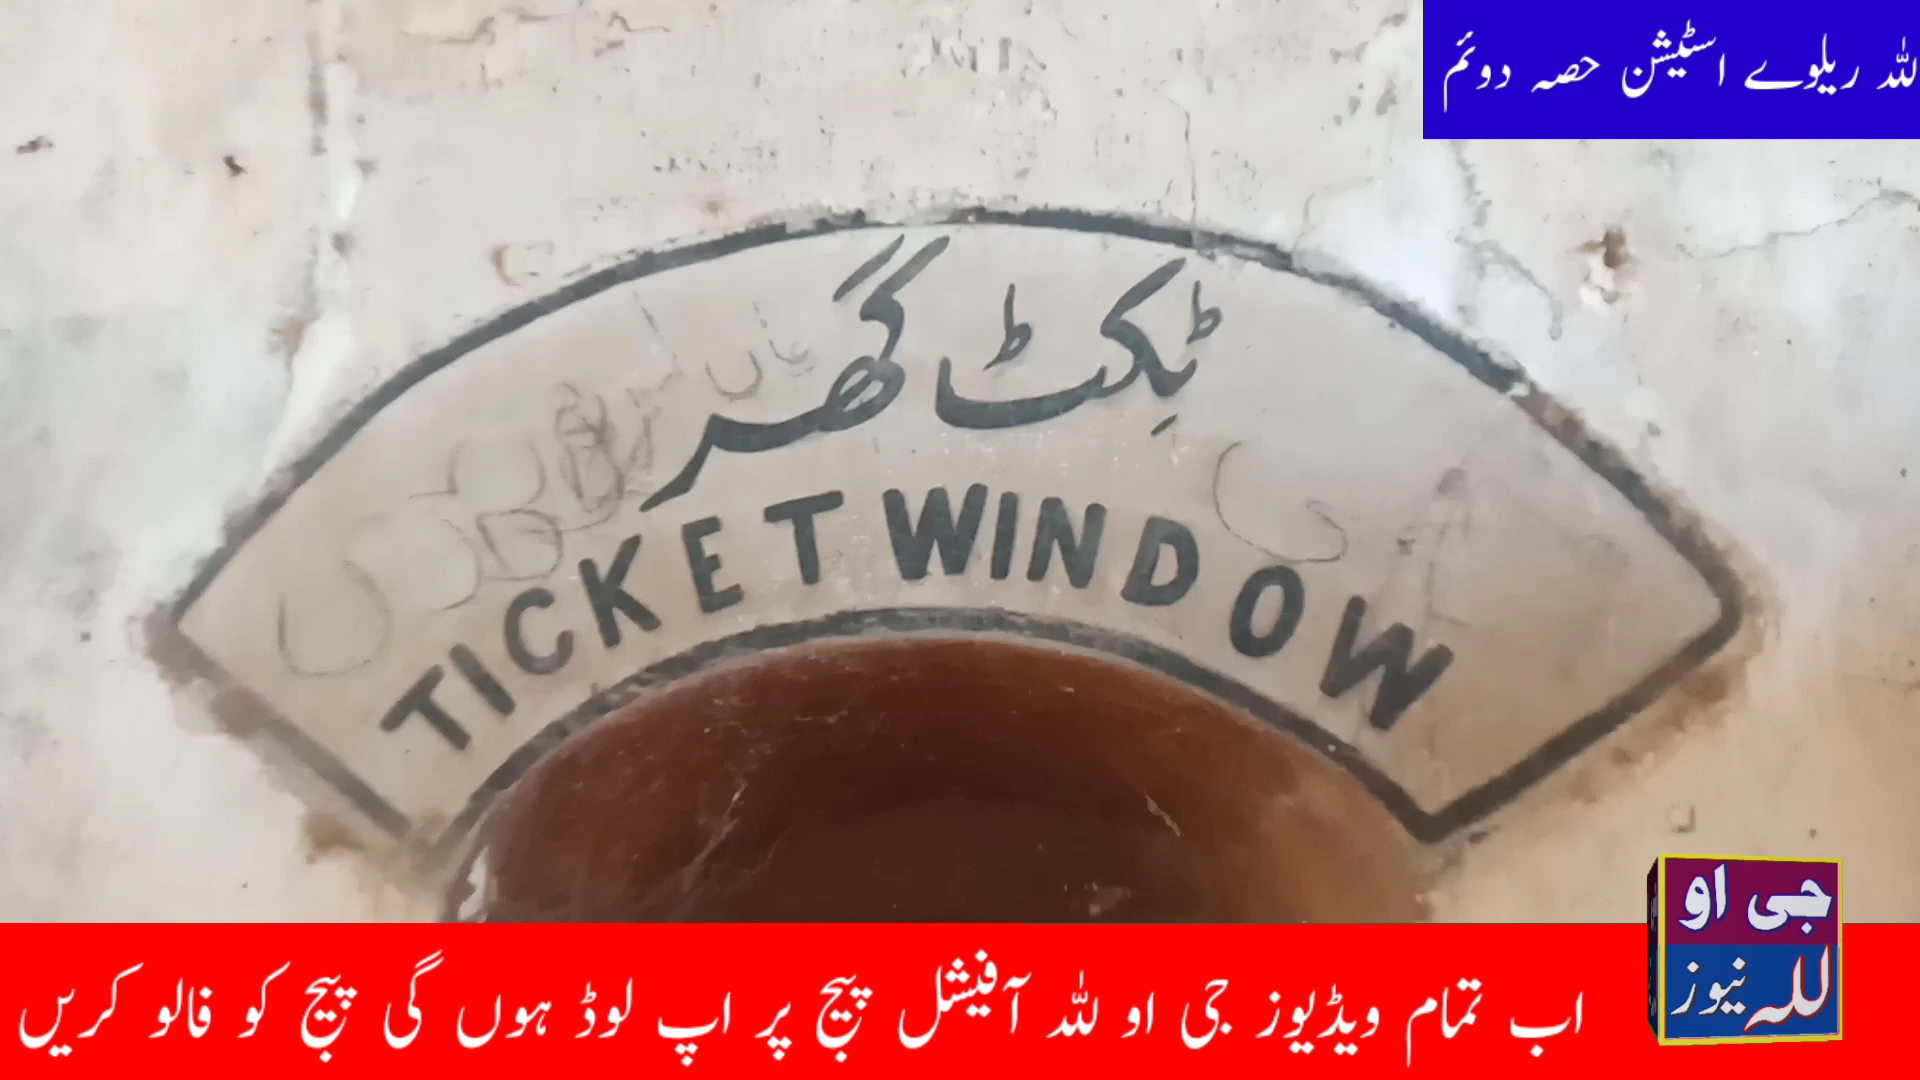 للہ ریلوے اسٹیشن حصہ دوئم
ٹکٹ گھر
TICKET WINDOW
جی او
للہ نیوز
اب تمام ویڈیوز جی او للہ آفیشل پیج پر اپ لوڈ ہوں گی پیج کو فالو کریں